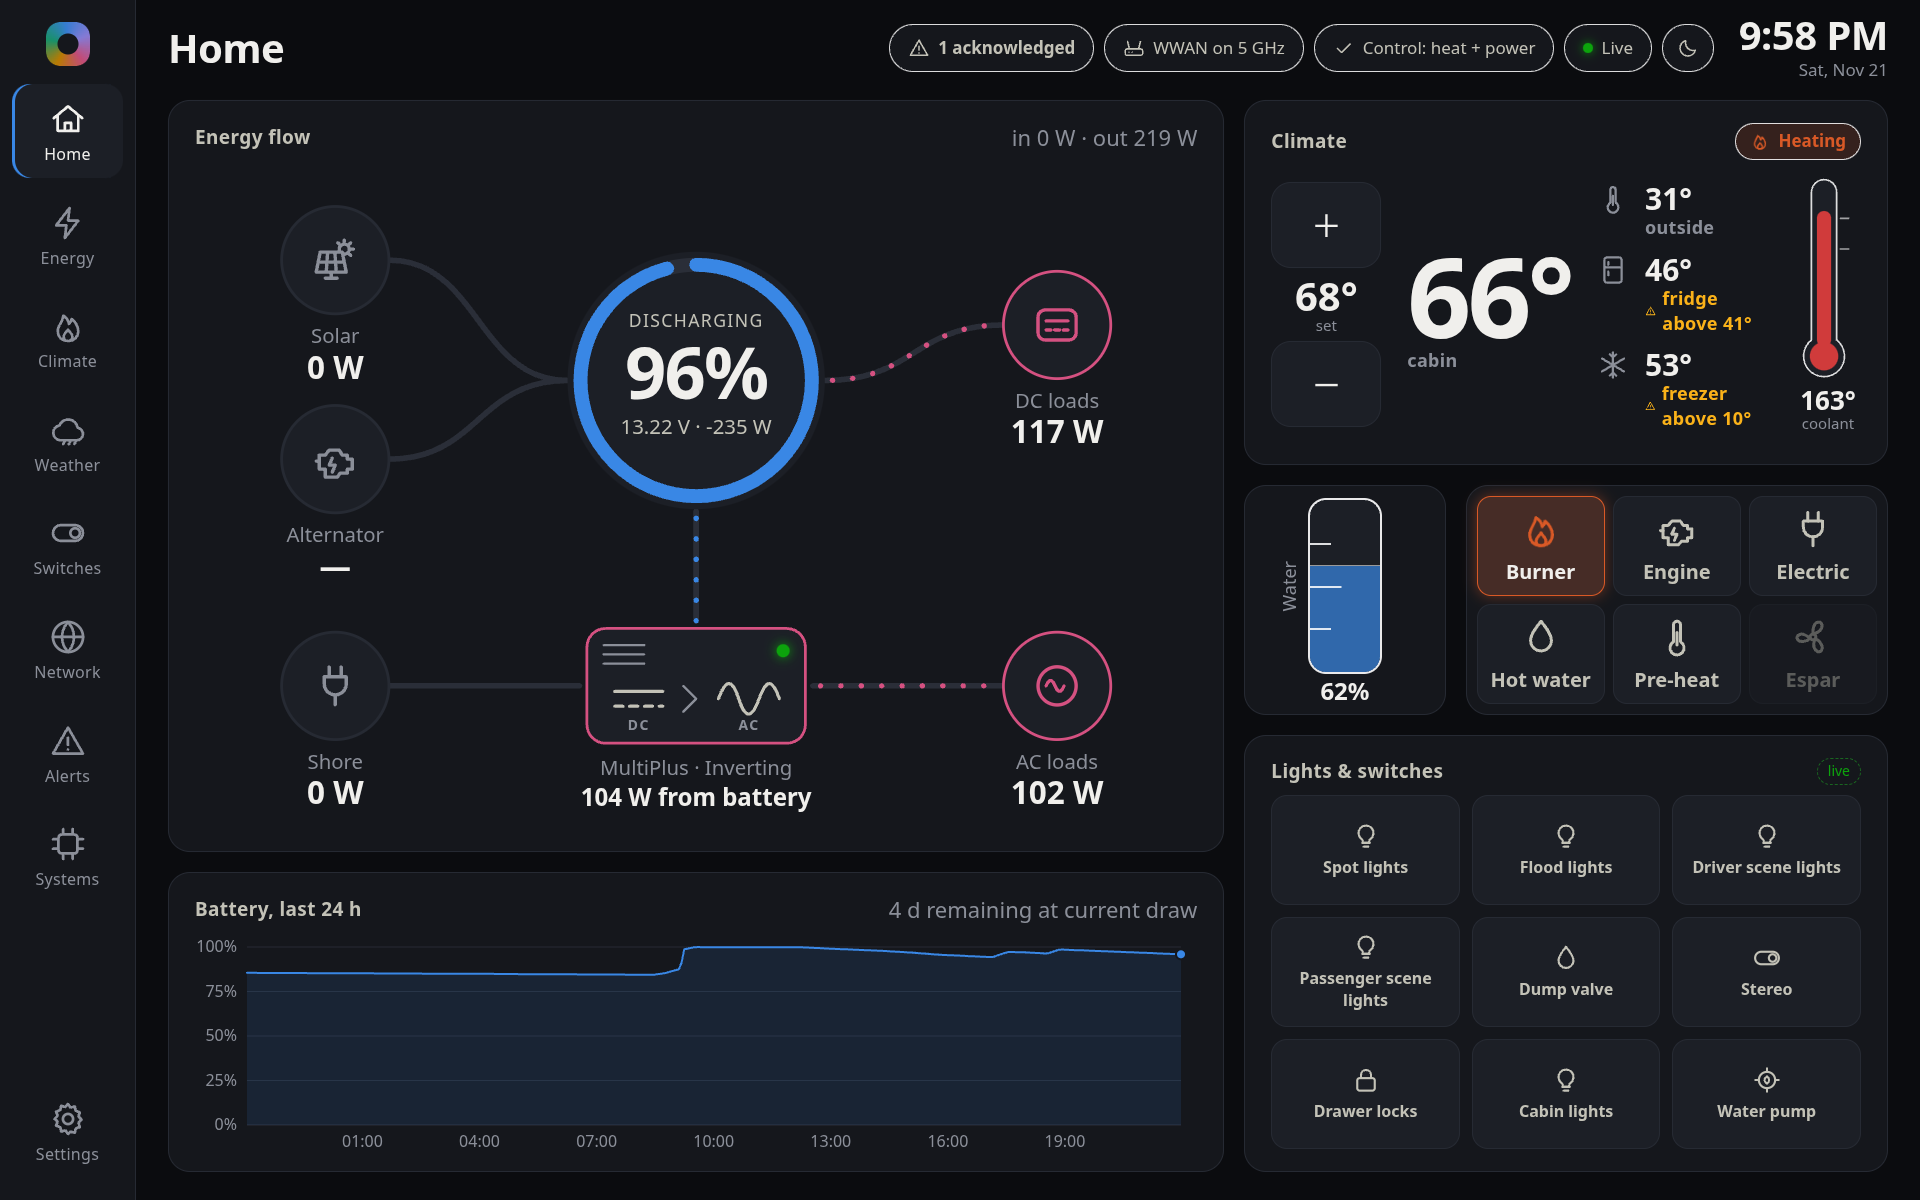 Home
1 acknowledged
WWAN on 5 GHz
Control: heat + power
Live
9:58 PM
Sat, Nov 21
Home
Energy
Climate
Weather
Switches
Network
Alerts
Systems
Settings
Energy flow
in 0 W · out 219 W
Solar
0 W
Alternator
—
Shore
0 W
DISCHARGING
96%
13.22 V · -235 W
DC
AC
MultiPlus · Inverting
104 W from battery
DC loads
117 W
AC loads
102 W
Battery, last 24 h
4 d remaining at current draw
100%
75%
50%
25%
0%
01:00
04:00
07:00
10:00
13:00
16:00
19:00
Climate
Heating
68°
set
66°
cabin
31°
outside
46°
fridge
above 41°
53°
freezer
above 10°
163°
coolant
Water
62%
Burner
Engine
Electric
Hot water
Pre-heat
Espar
Lights & switches
live
Spot lights
Flood lights
Driver scene lights
Passenger scene
lights
Dump valve
Stereo
Drawer locks
Cabin lights
Water pump